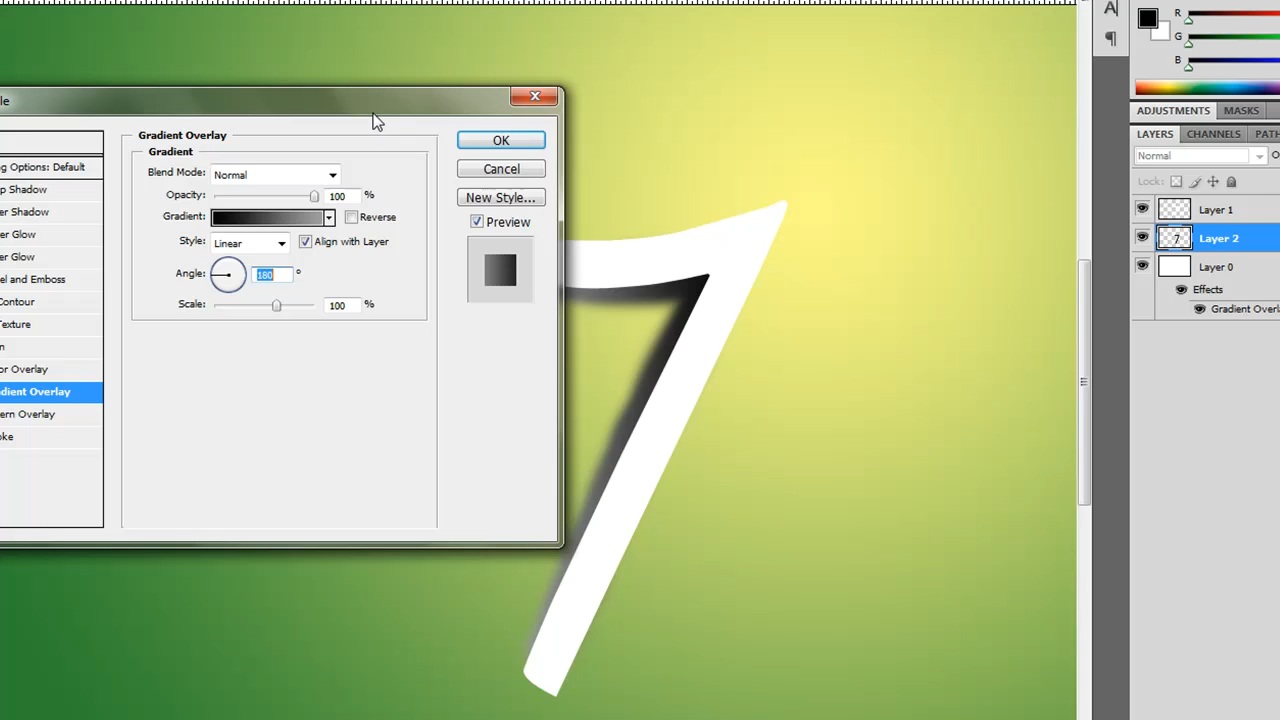 le
Gradient Overlay
Gradient
Blend Mode: Normal
Opacity: 100 %
Gradient: Reverse
Style: Linear Align with Layer
Angle: 180 °
Scale: 100 %
OK
Cancel
New Style...
Preview
ng Options: Default
p Shadow
er Shadow
er Glow
er Glow
el and Emboss
Contour
Texture
n
or Overlay
adient Overlay
ern Overlay
oke
7
A
¶
R
G
B
ADJUSTMENTS MASKS
LAYERS CHANNELS PATH
Normal O
Lock:
Layer 1
7 Layer 2
Layer 0
Effects
Gradient Overla